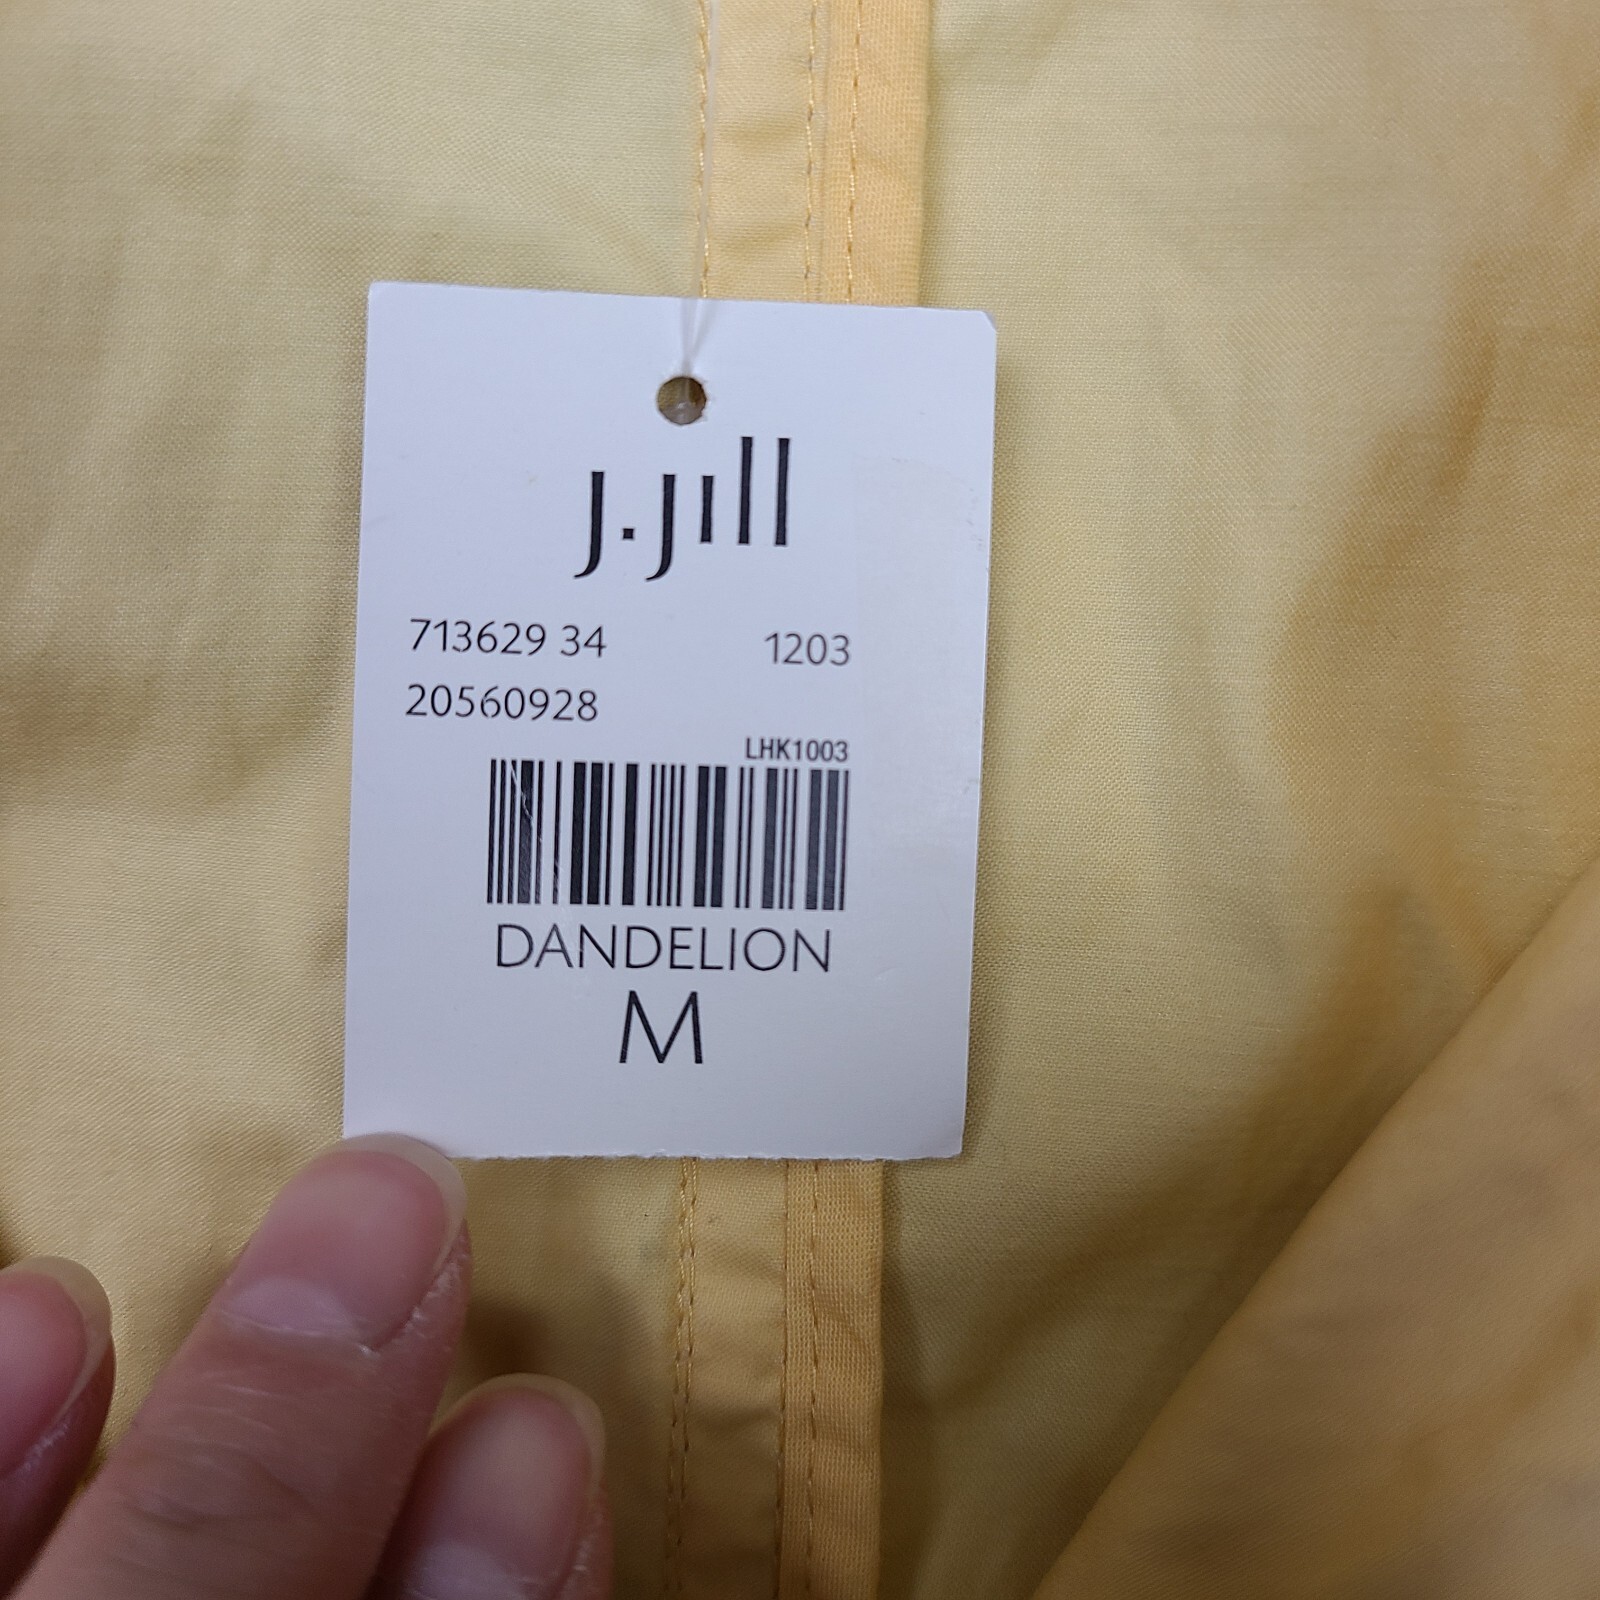 J.Jill
713629 34 1203
20560928
LHK1003
DANDELION
M